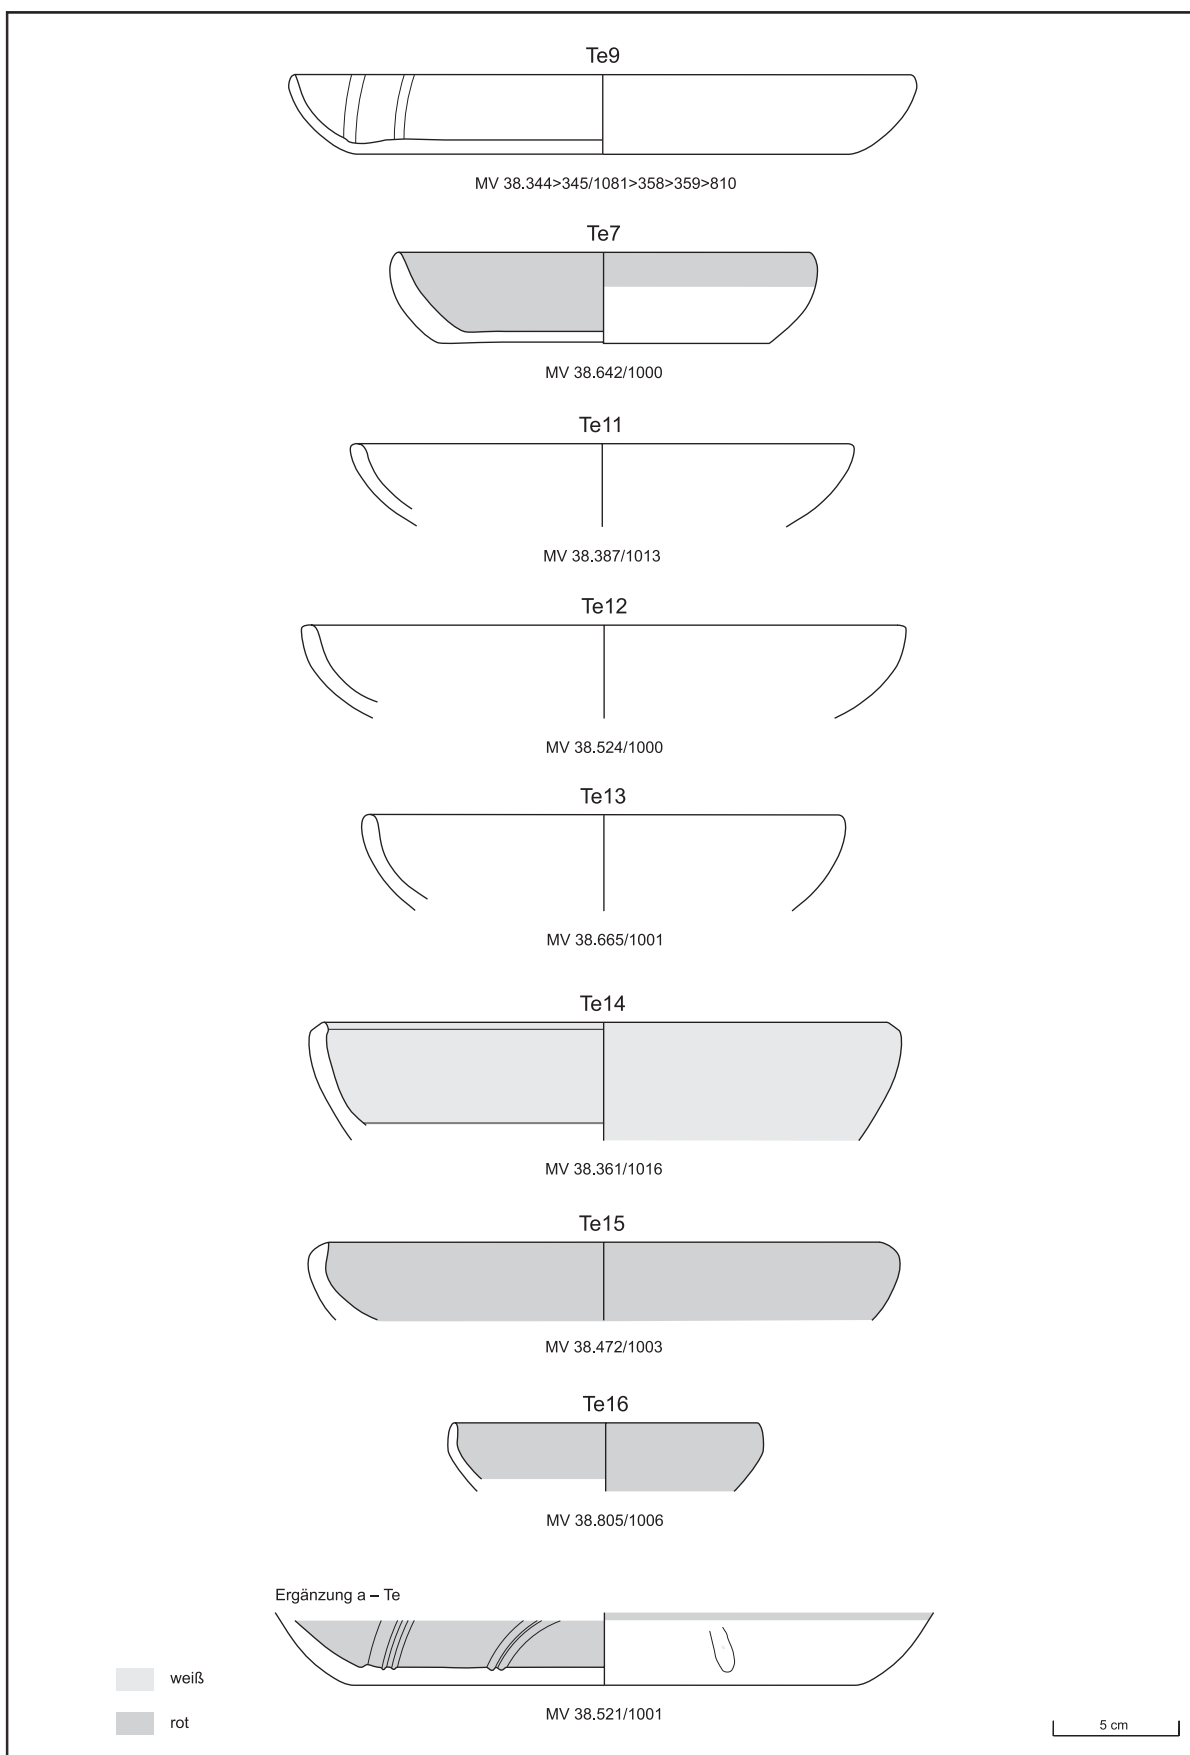 Te9
MV 38.344>345/1081>358>359>810
Te7
MV 38.642/1000
Te11
MV 38.387/1013
Te12
MV 38.524/1000
Te13
MV 38.665/1001
Te14
MV 38.361/1016
Te15
MV 38.472/1003
Te16
MV 38.805/1006
Ergänzung a – Te
weiß
rot
MV 38.521/1001
5 cm